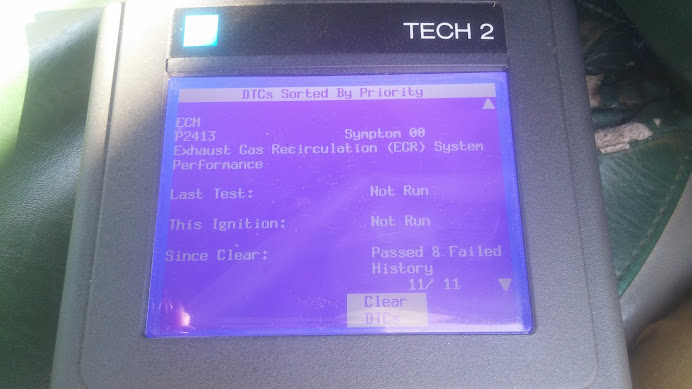 TECH 2
DTCs Sorted By Priority
ECM
P2413 Symptom 00
Exhaust Gas Recirculation (EGR) System
Performance
Last Test: Not Run
This Ignition: Not Run
Since Clear: Passed & Failed
History
11/ 11
Clear
DTCs